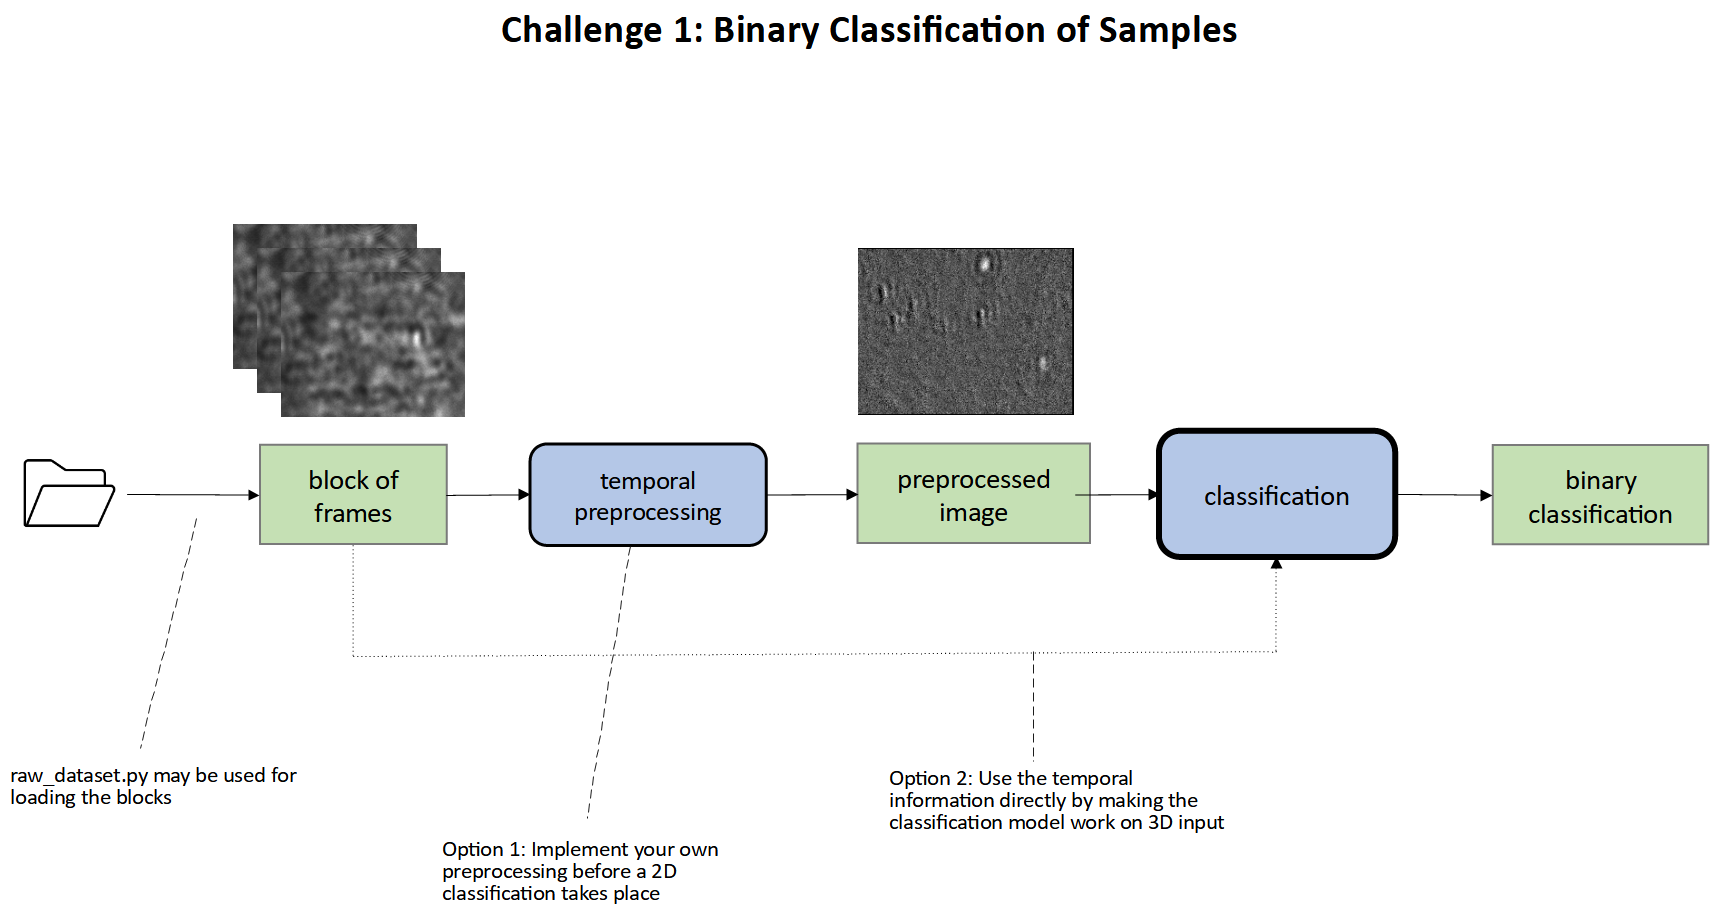 Challenge 1: Binary Classification of Samples
block of
frames
temporal
preprocessing
preprocessed
image
classification
binary
classification
raw_dataset.py may be used for
loading the blocks
Option 1: Implement your own
preprocessing before a 2D
classification takes place
Option 2: Use the temporal
information directly by making the
classification model work on 3D input